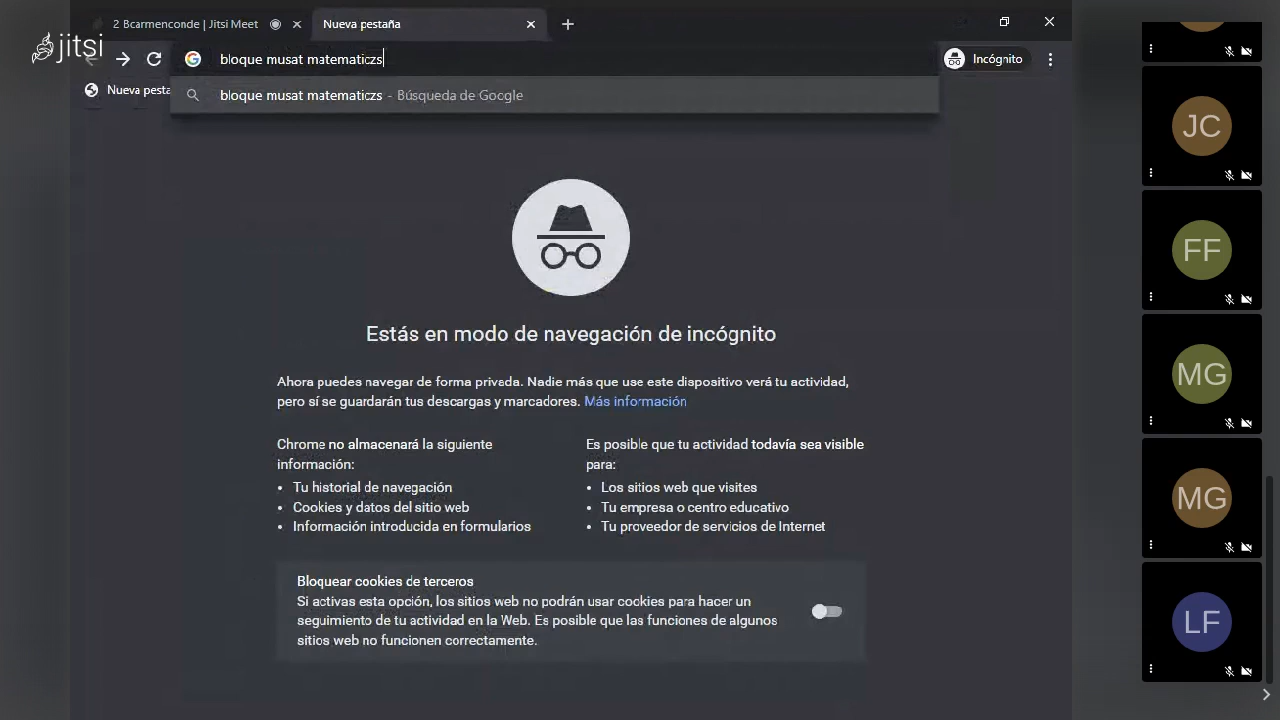 2 Bcarmenconde | Jitsi Meet
Nueva pestaña
jitsi
bloque musat matematiczs
Incógnito
Nueva pesta
bloque musat matematiczs - Búsqueda de Google
Estás en modo de navegación de incógnito
Ahora puedes navegar de forma privada. Nadie más que use este dispositivo verá tu actividad,
pero sí se guardarán tus descargas y marcadores. Más información
Chrome no almacenará la siguiente
información:
• Tu historial de navegación
• Cookies y datos del sitio web
• Información introducida en formularios
Es posible que tu actividad todavía sea visible
para:
• Los sitios web que visites
• Tu empresa o centro educativo
• Tu proveedor de servicios de Internet
Bloquear cookies de terceros
Si activas esta opción, los sitios web no podrán usar cookies para hacer un
seguimiento de tu actividad en la Web. Es posible que las funciones de algunos
sitios web no funcionen correctamente.
JC
FF
MG
MG
LF